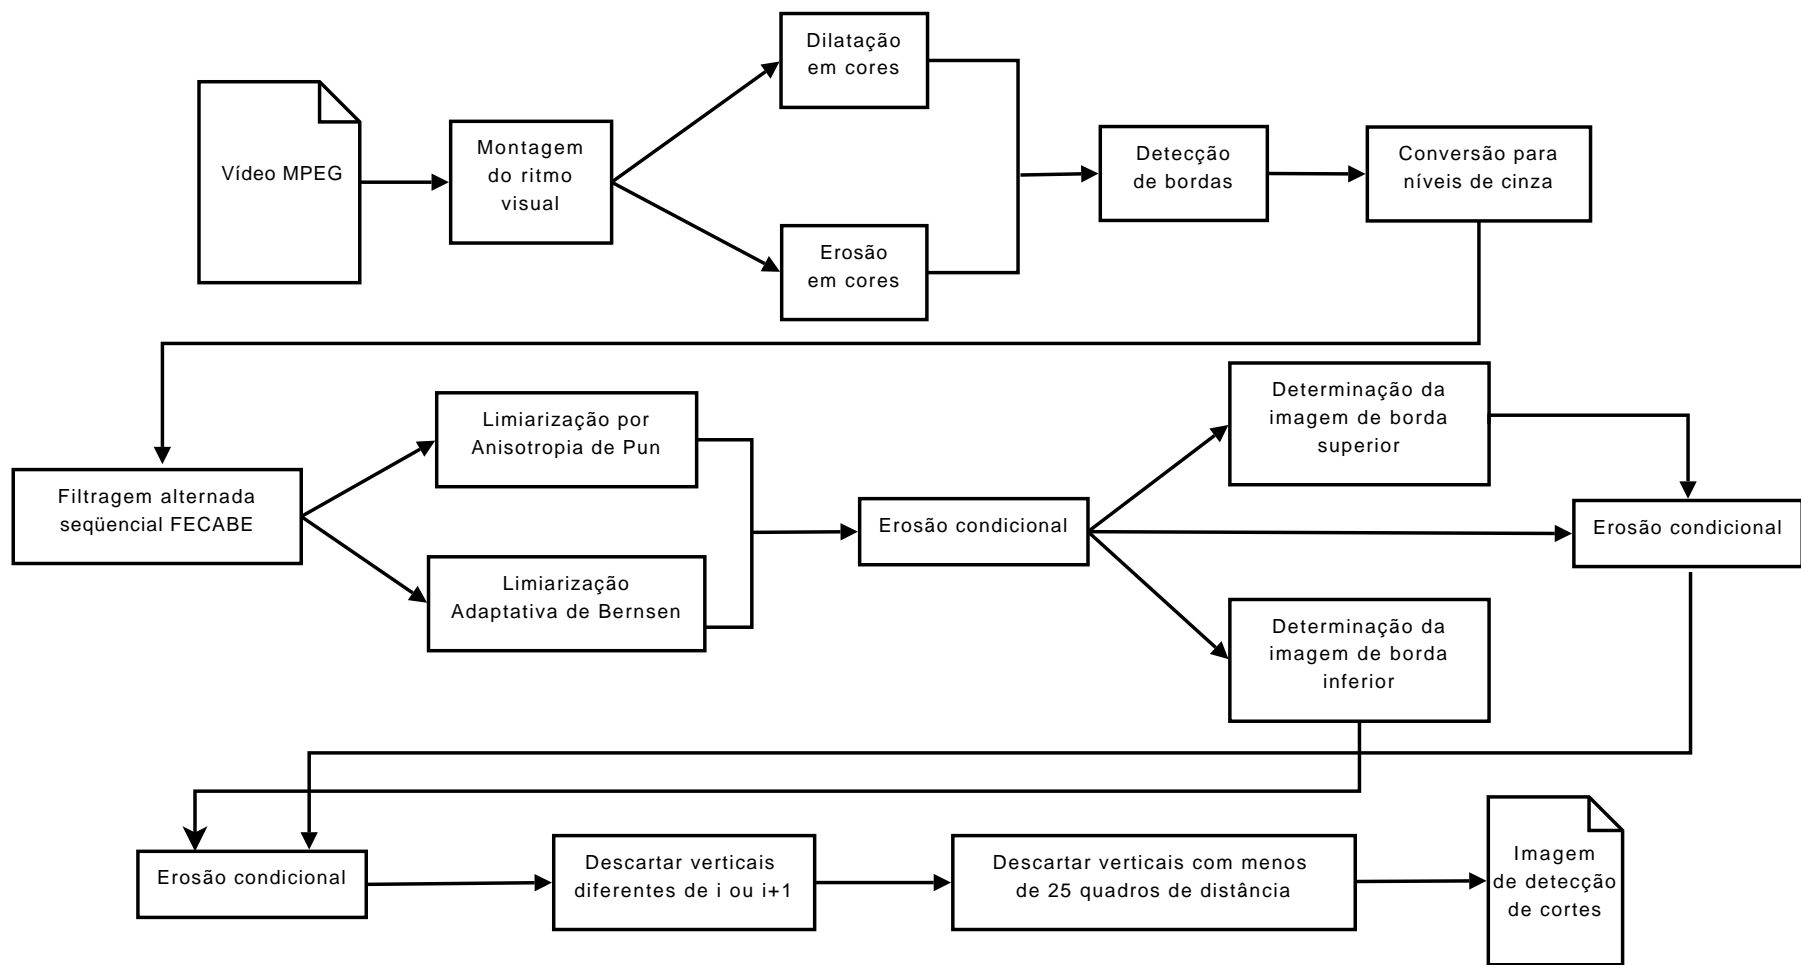 Dilatação
em cores
Vídeo MPEG
Montagem
do ritmo
visual
Detecção
de bordas
Conversão para
níveis de cinza
Erosão
em cores
Filtragem alternada
seqüencial FECABE
Limiarização por
Anisotropia de Pun
Limiarização
Adaptativa de Bernsen
Erosão condicional
Determinação da
imagem de borda
superior
Erosão condicional
Determinação da
imagem de borda
inferior
Erosão condicional
Descartar verticais
diferentes de i ou i+1
Descartar verticais com menos
de 25 quadros de distância
Imagem
de detecção
de cortes